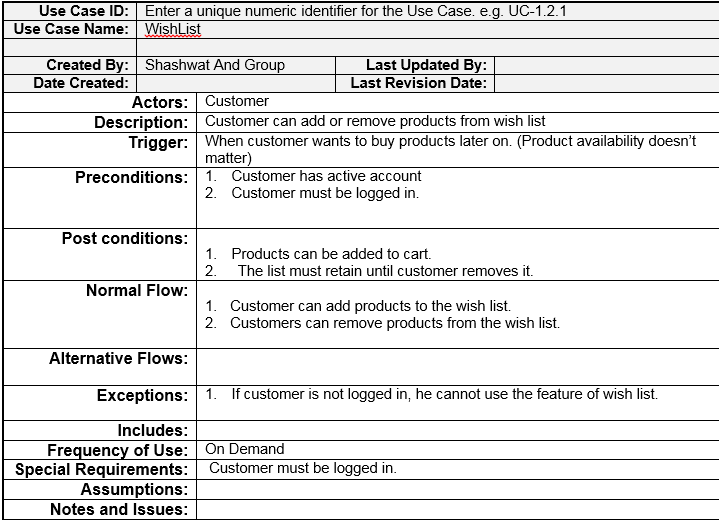 Use Case ID: Enter a unique numeric identifier for the Use Case. e.g. UC-1.2.1
Use Case Name: WishList
Created By: Shashwat And Group Last Updated By:
Date Created: Last Revision Date:
Actors: Customer
Description: Customer can add or remove products from wish list
Trigger: When customer wants to buy products later on. (Product availability doesn't
matter)
Preconditions: 1. Customer has active account
2. Customer must be logged in.
Post conditions:
1. Products can be added to cart.
2. The list must retain until customer removes it.
Normal Flow:
1. Customer can add products to the wish list.
2. Customers can remove products from the wish list.
Alternative Flows:
Exceptions: 1. If customer is not logged in, he cannot use the feature of wish list.
Includes:
Frequency of Use: On Demand
Special Requirements: Customer must be logged in.
Assumptions:
Notes and Issues: